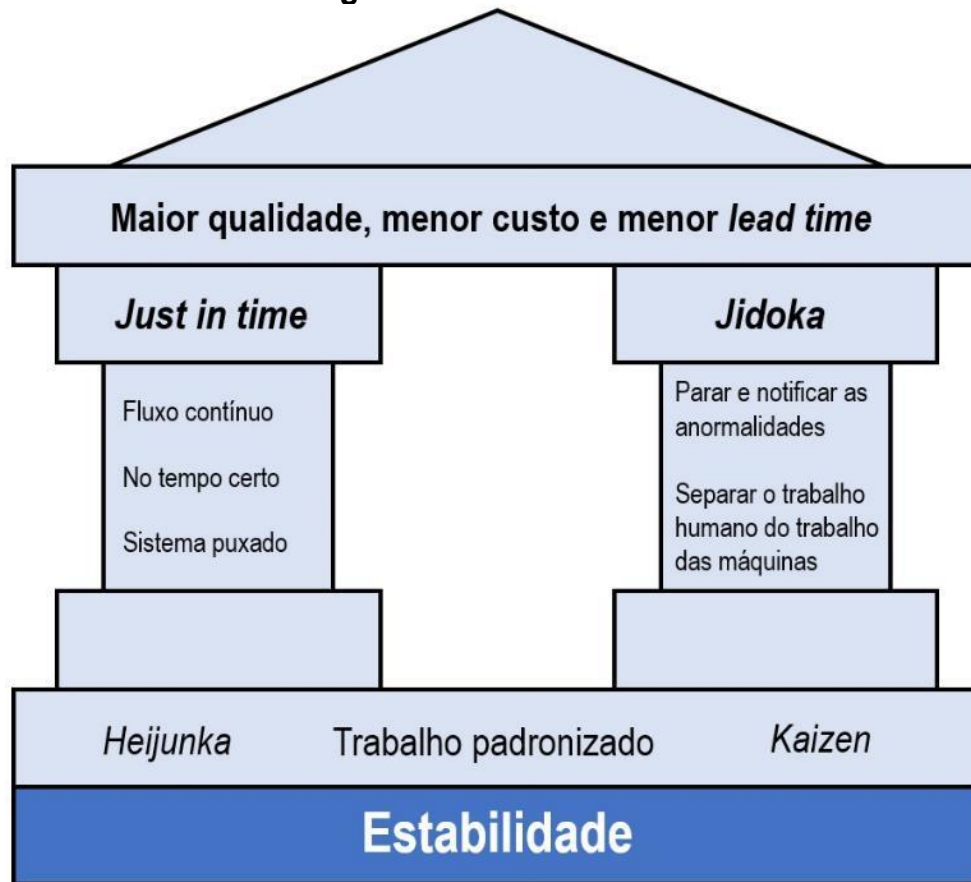 Maior qualidade, menor custo e menor lead time
Just in time
Fluxo contínuo
No tempo certo
Sistema puxado
Jidoka
Parar e notificar as
anormalidades
Separar o trabalho
humano do trabalho
das máquinas
Heijunka
Trabalho padronizado
Kaizen
Estabilidade